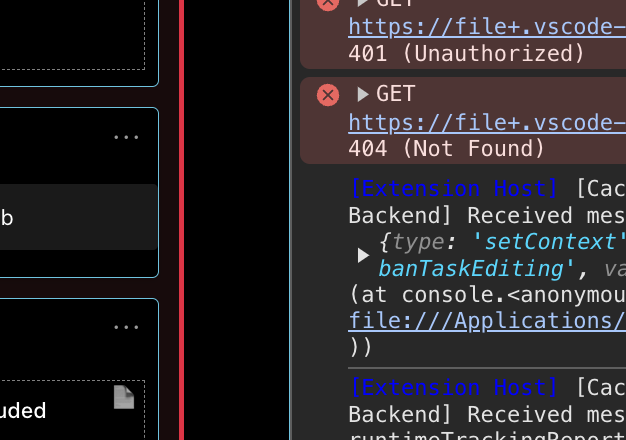 b
uded
GET
https://file+.vscode-
401 (Unauthorized)
GET
https://file+.vscode-
404 (Not Found)
[Extension Host] [Cac
Backend] Received mes
{type: 'setContext'
banTaskEditing', va
(at console.<anonymou
file:///Applications/
))
[Extension Host] [Cac
Backend] Received mes
runtimeTrackingReport